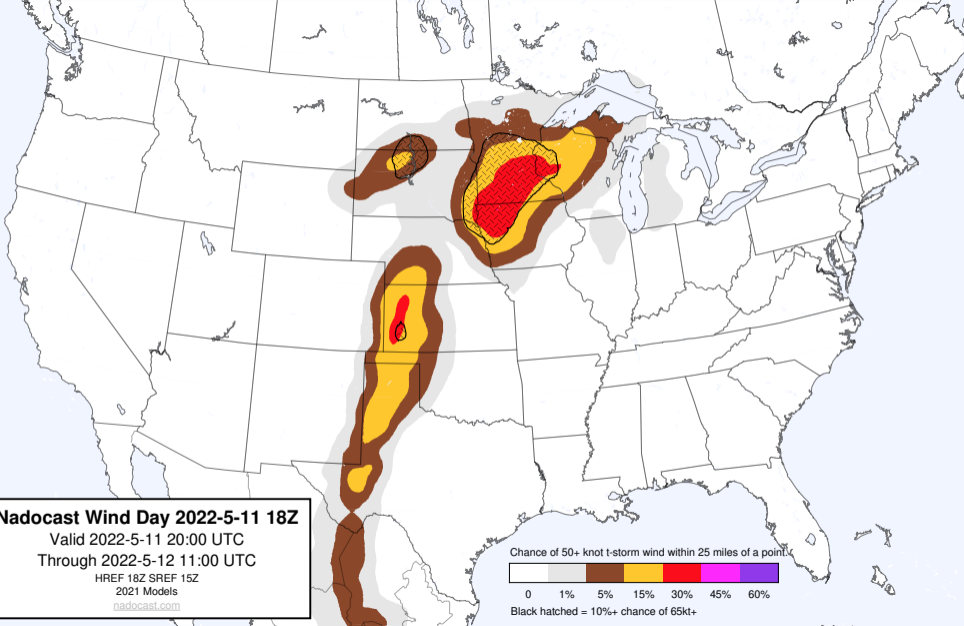 Nadocast Wind Day 2022-5-11 18Z
Valid 2022-5-11 20:00 UTC
Through 2022-5-12 11:00 UTC
HREF 18Z SREF 15Z
2021 Models
nadocast.com
Chance of 50+ knot t-storm wind within 25 miles of a point.
0 1% 5% 15% 30% 45% 60%
Black hatched = 10%+ chance of 65kt+